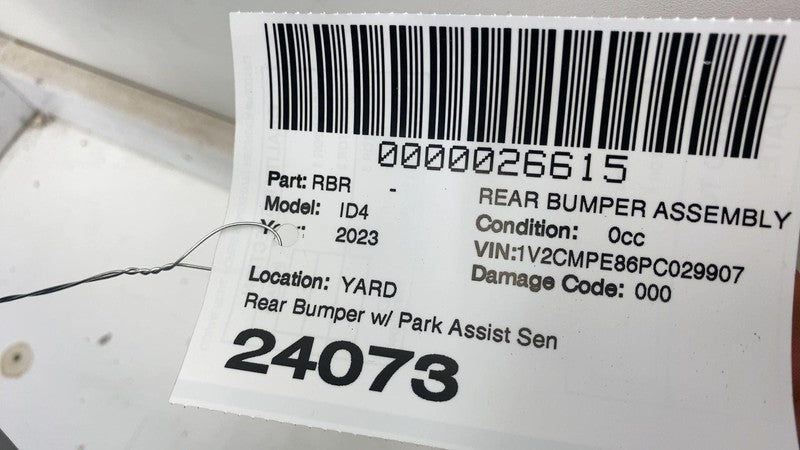 0000026615
Part: RBR - REAR BUMPER ASSEMBLY
Model: ID4 Condition: 0cc
2023 VIN:1V2CMPE86PC029907
Location: YARD Damage Code: 000
Rear Bumper w/ Park Assist Sen
24073